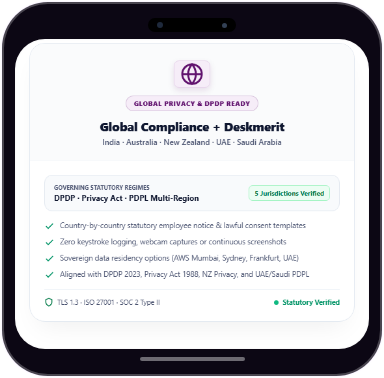 GLOBAL PRIVACY & DPDP READY
Global Compliance + Deskmerit
India · Australia · New Zealand · UAE · Saudi Arabia
GOVERNING STATUTORY REGIMES
DPDP · Privacy Act · PDPL Multi-Region
5 Jurisdictions Verified
Country-by-country statutory employee notice & lawful consent templates
Zero keystroke logging, webcam captures or continuous screenshots
Sovereign data residency options (AWS Mumbai, Sydney, Frankfurt, UAE)
Aligned with DPDP 2023, Privacy Act 1988, NZ Privacy, and UAE/Saudi PDPL
TLS 1.3 · ISO 27001 · SOC 2 Type II
Statutory Verified